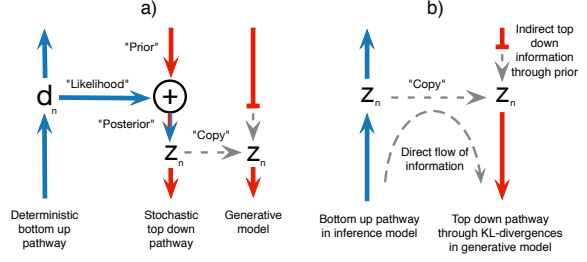 a)
"Prior"
"Likelihood"
d n
+
"Posterior"
"Copy"
z n
z n
Deterministic
bottom up
pathway
Stochastic
top down
pathway
Generative
model
b)
Indirect top
down
information
through prior
"Copy"
z n
z n
Direct flow of
information
Bottom up pathway
in inference model
Top down pathway
through KL-divergences
in generative model